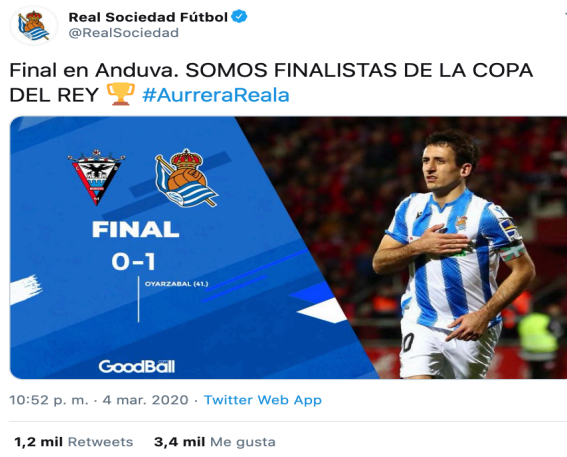 Real Sociedad Fútbol
@RealSociedad
Final en Anduva. SOMOS FINALISTAS DE LA COPA
DEL REY 🏆 #AurreraReala
FINAL
0-1
OYARZABAL (41.)
GoodBall
10:52 p. m. · 4 mar. 2020 · Twitter Web App
1,2 mil Retweets 3,4 mil Me gusta